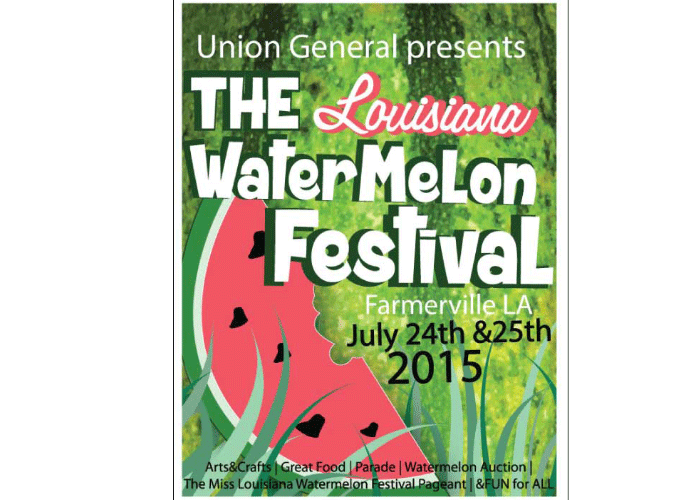 Union General presents
THE Louisiana
WaterMeLon
FestivaL
Farmerville LA
July 24th &25th
2015
Arts&Crafts | Great Food | Parade | Watermelon Auction |
The Miss Louisiana Watermelon Festival Pageant | &FUN for ALL